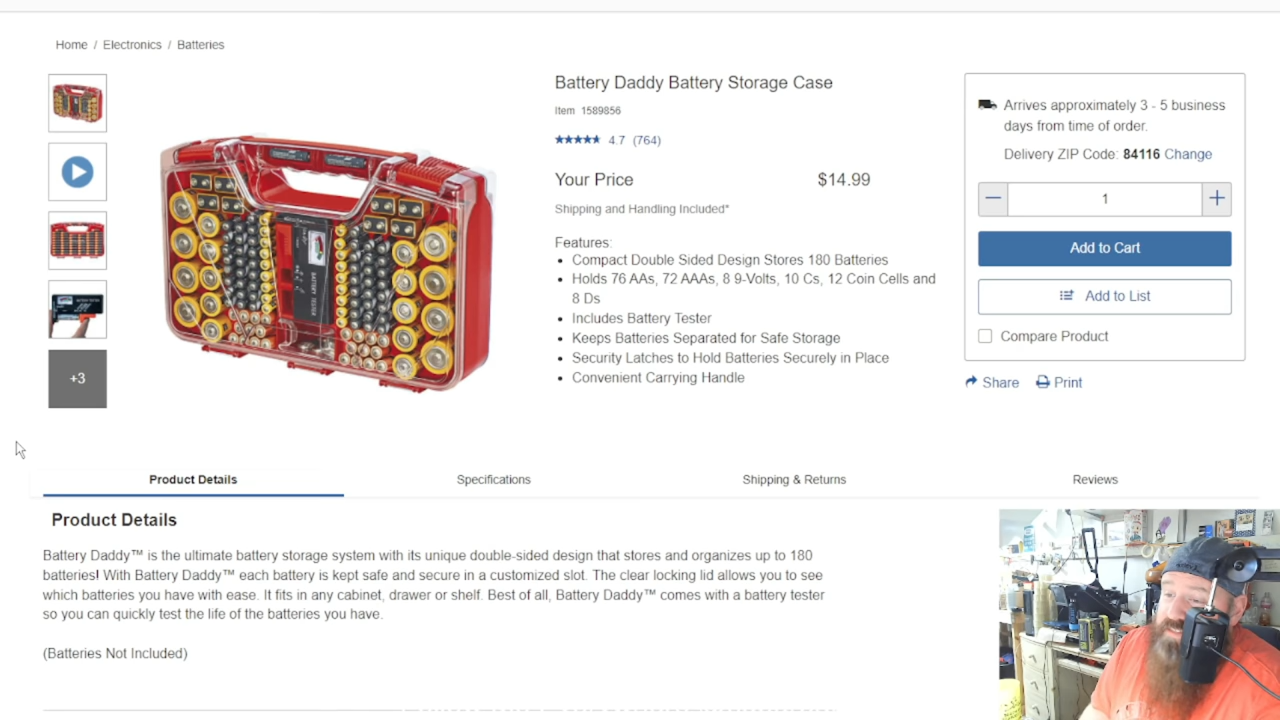 Home / Electronics / Batteries
Battery Daddy Battery Storage Case
Item 1589856
4.7 (764)
Your Price $14.99
Shipping and Handling Included*
Features:
Compact Double Sided Design Stores 180 Batteries
Holds 76 AAs, 72 AAAs, 8 9-Volts, 10 Cs, 12 Coin Cells and
8 Ds
Includes Battery Tester
Keeps Batteries Separated for Safe Storage
Security Latches to Hold Batteries Securely in Place
Convenient Carrying Handle
Arrives approximately 3 - 5 business
days from time of order.
Delivery ZIP Code: 84116 Change
1
Add to Cart
Add to List
Compare Product
Share Print
+3
BATTERY TESTER
Product Details Specifications Shipping & Returns Reviews
Product Details
Battery Daddy™ is the ultimate battery storage system with its unique double-sided design that stores and organizes up to 180
batteries! With Battery Daddy™ each battery is kept safe and secure in a customized slot. The clear locking lid allows you to see
which batteries you have with ease. It fits in any cabinet, drawer or shelf. Best of all, Battery Daddy™ comes with a battery tester
so you can quickly test the life of the batteries you have.
(Batteries Not Included)